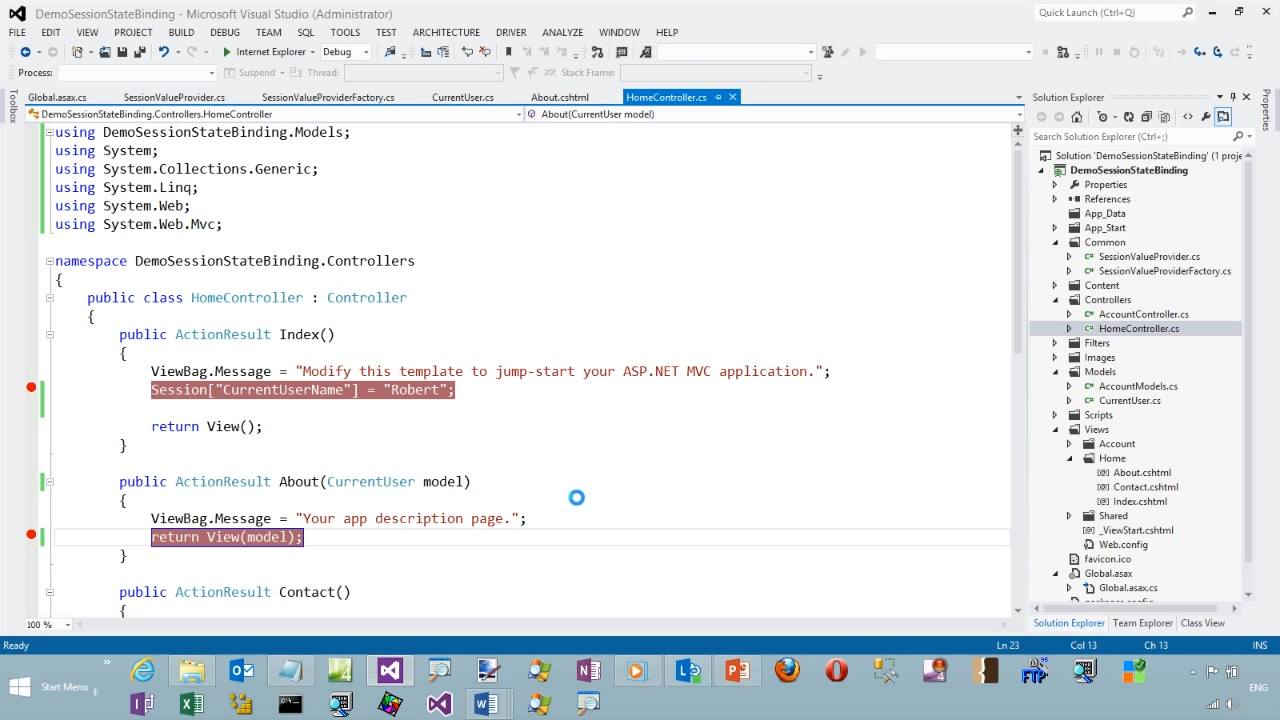 DemoSessionStateBinding - Microsoft Visual Studio (Administrator)
Quick Launch (Ctrl+Q)
FILE EDIT VIEW PROJECT BUILD DEBUG TEAM SQL TOOLS TEST ARCHITECTURE DRIVER ANALYZE WINDOW HELP
Internet Explorer Debug
Process: Suspend Thread: Stack Frame:
Global.asax.cs SessionValueProvider.cs SessionValueProviderFactory.cs CurrentUser.cs About.cshtml HomeController.cs
DemoSessionStateBinding.Controllers.HomeController About(CurrentUser model)
using DemoSessionStateBinding.Models;
using System;
using System.Collections.Generic;
using System.Linq;
using System.Web;
using System.Web.Mvc;
namespace DemoSessionStateBinding.Controllers
{
public class HomeController : Controller
{
public ActionResult Index()
{
ViewBag.Message = "Modify this template to jump-start your ASP.NET MVC application.";
Session["CurrentUserName"] = "Robert";
return View();
}
public ActionResult About(CurrentUser model)
{
ViewBag.Message = "Your app description page.";
return View(model);
}
public ActionResult Contact()
{
100 %
Toolbox
Solution Explorer
Search Solution Explorer (Ctrl+;)
Solution 'DemoSessionStateBinding' (1 proje
DemoSessionStateBinding
Properties
References
App_Data
App_Start
Common
SessionValueProvider.cs
SessionValueProviderFactory.cs
Content
Controllers
AccountController.cs
HomeController.cs
Filters
Images
Models
AccountModels.cs
CurrentUser.cs
Scripts
Views
Account
Home
About.cshtml
Contact.cshtml
Index.cshtml
Shared
_ViewStart.cshtml
Web.config
favicon.ico
Global.asax
Global.asax.cs
packages.config
Solution Explorer Team Explorer Class View
Properties
Ready Ln 23 Col 13 Ch 13 INS
Start Menu
FTP
ENG